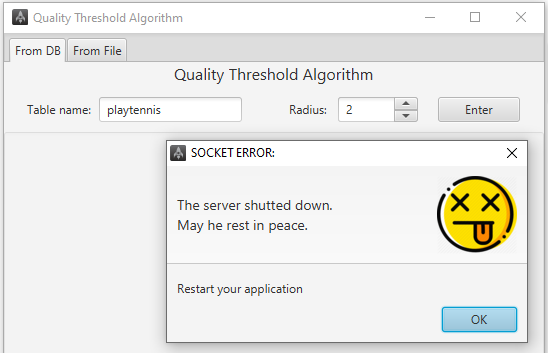 Quality Threshold Algorithm
From DB From File
Quality Threshold Algorithm
Table name: playtennis Radius: 2 Enter
SOCKET ERROR:
The server shutted down.
May he rest in peace.
Restart your application
OK